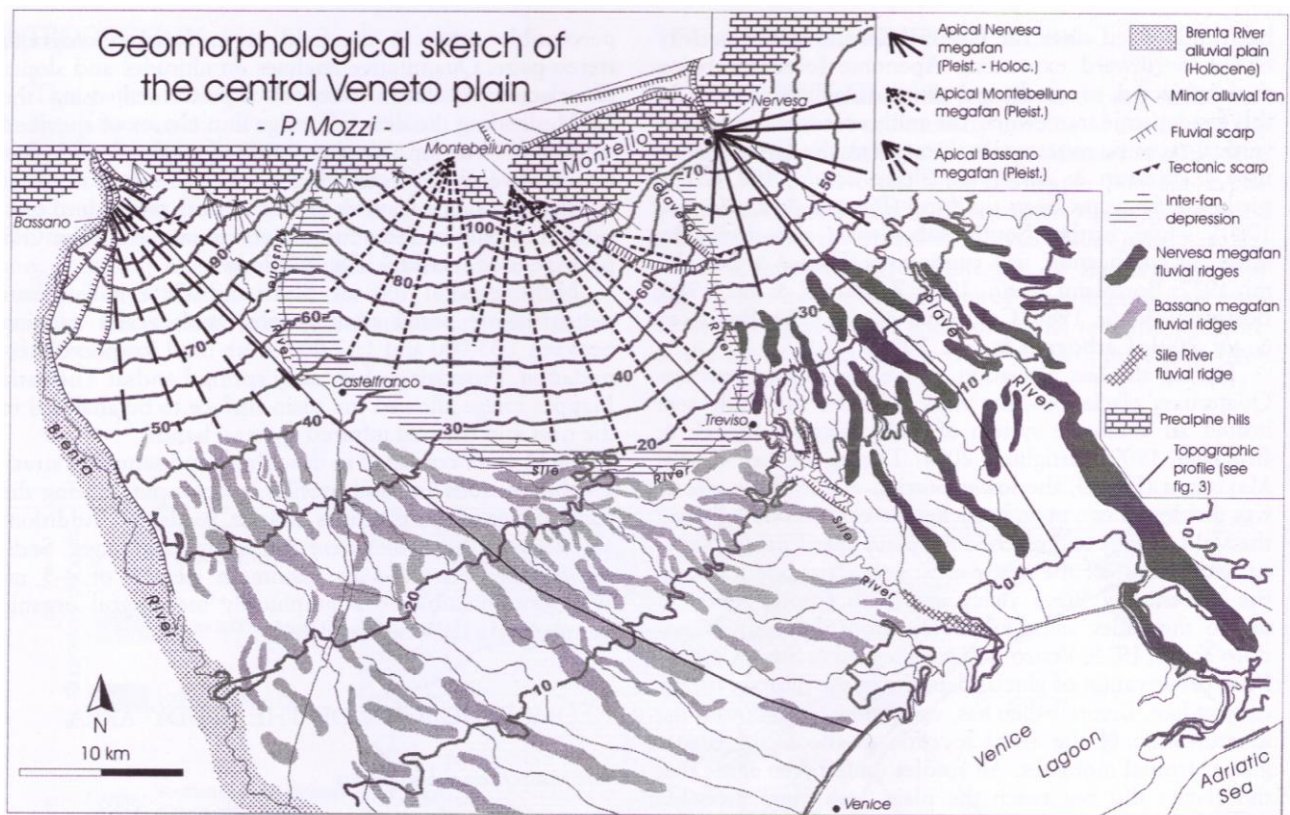 Geomorphological sketch of
the central Veneto plain
- P. Mozzi -
Apical Nervesa
megafan
(Pleist. - Holoc.)
Apical Montebelluna
megafan (Pleist.)
Apical Bassano
megafan (Pleist.)
Brenta River
alluvial plain
(Holocene)
Minor alluvial fan
Fluvial scarp
Tectonic scarp
Inter-fan
depression
Nervesa megafan
fluvial ridges
Bassano megafan
fluvial ridges
Sile River
fluvial ridge
Prealpine hills
Topographic
profile (see
fig. 3)
Nervesa
Montebelluna
Montello
Bassano
Piave
River
70
50
100
90
Musone
80
60
60
River
70
Castelfranco
50
40
30
40
30
20
Treviso
Sile
River
Piave
River
10
Sile
River
0
Brenta
River
20
10
N
10 km
Venice
Lagoon
Adriatic
Sea
Venice